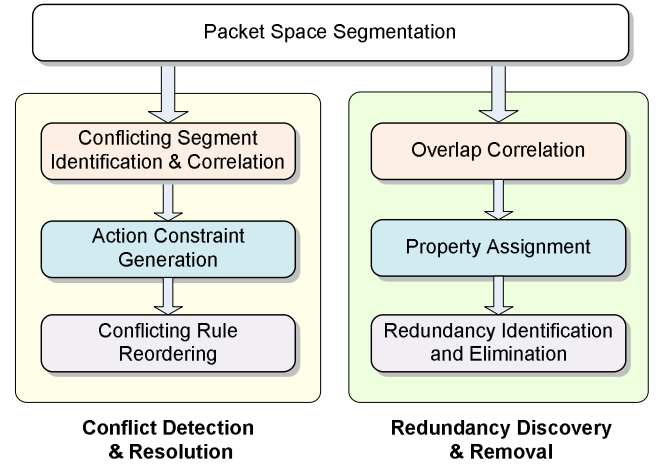 Packet Space Segmentation
Conflicting Segment
Identification & Correlation
Action Constraint
Generation
Conflicting Rule
Reordering
Conflict Detection
& Resolution
Overlap Correlation
Property Assignment
Redundancy Identification
and Elimination
Redundancy Discovery
& Removal